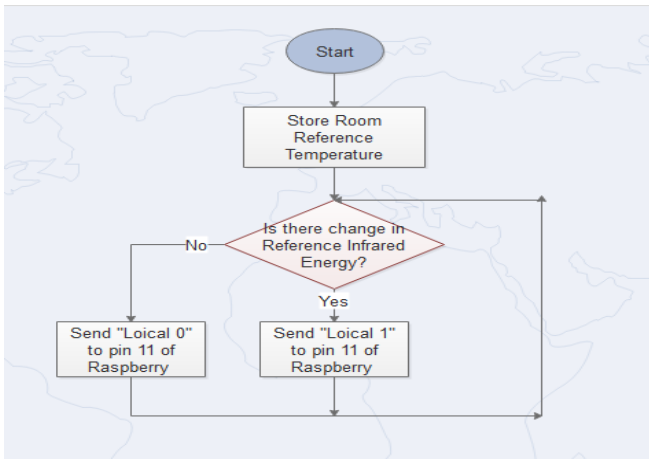 Start
Store Room
Reference
Temperature
Is there change in
Reference Infrared
Energy?
No
Yes
Send "Loical 0"
to pin 11 of
Raspberry
Send "Loical 1"
to pin 11 of
Raspberry